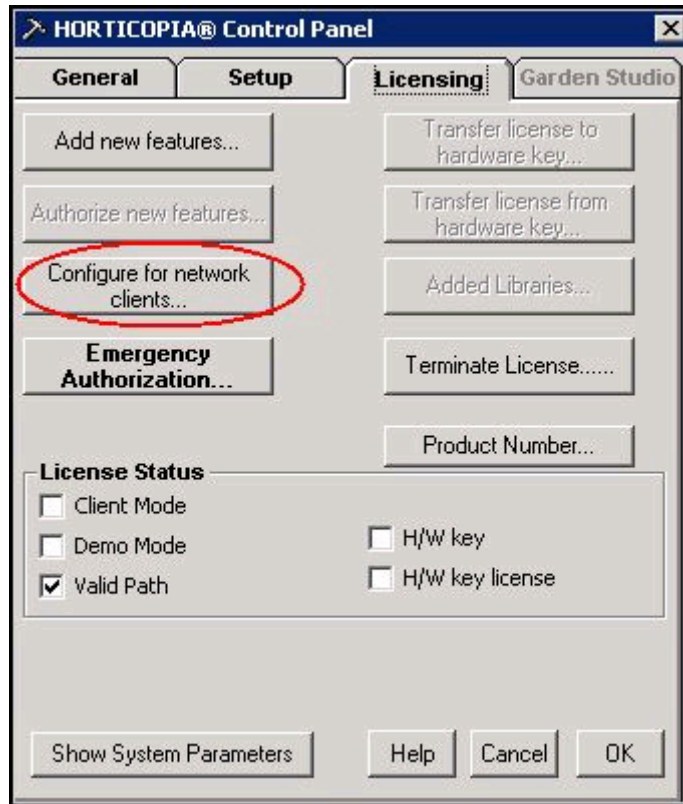 HORTICOPIA® Control Panel
General Setup Licensing Garden Studio
Add new features...
Transfer license to
hardware key...
Authorize new features...
Transfer license from
hardware key...
Configure for network
clients...
Added Libraries...
Emergency
Authorization...
Terminate License......
Product Number...
License Status
Client Mode
Demo Mode
H/W key
Valid Path
H/W key license
Show System Parameters Help Cancel OK